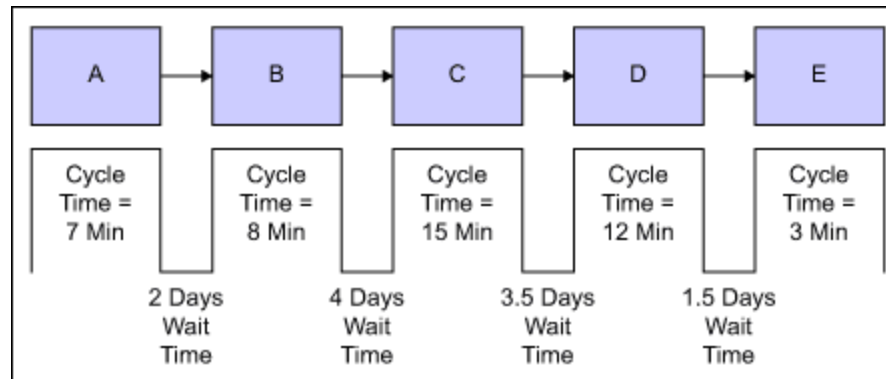 A
B
C
D
E
Cycle
Time =
7 Min
Cycle
Time =
8 Min
Cycle
Time =
15 Min
Cycle
Time =
12 Min
Cycle
Time =
3 Min
2 Days
Wait
Time
4 Days
Wait
Time
3.5 Days
Wait
Time
1.5 Days
Wait
Time